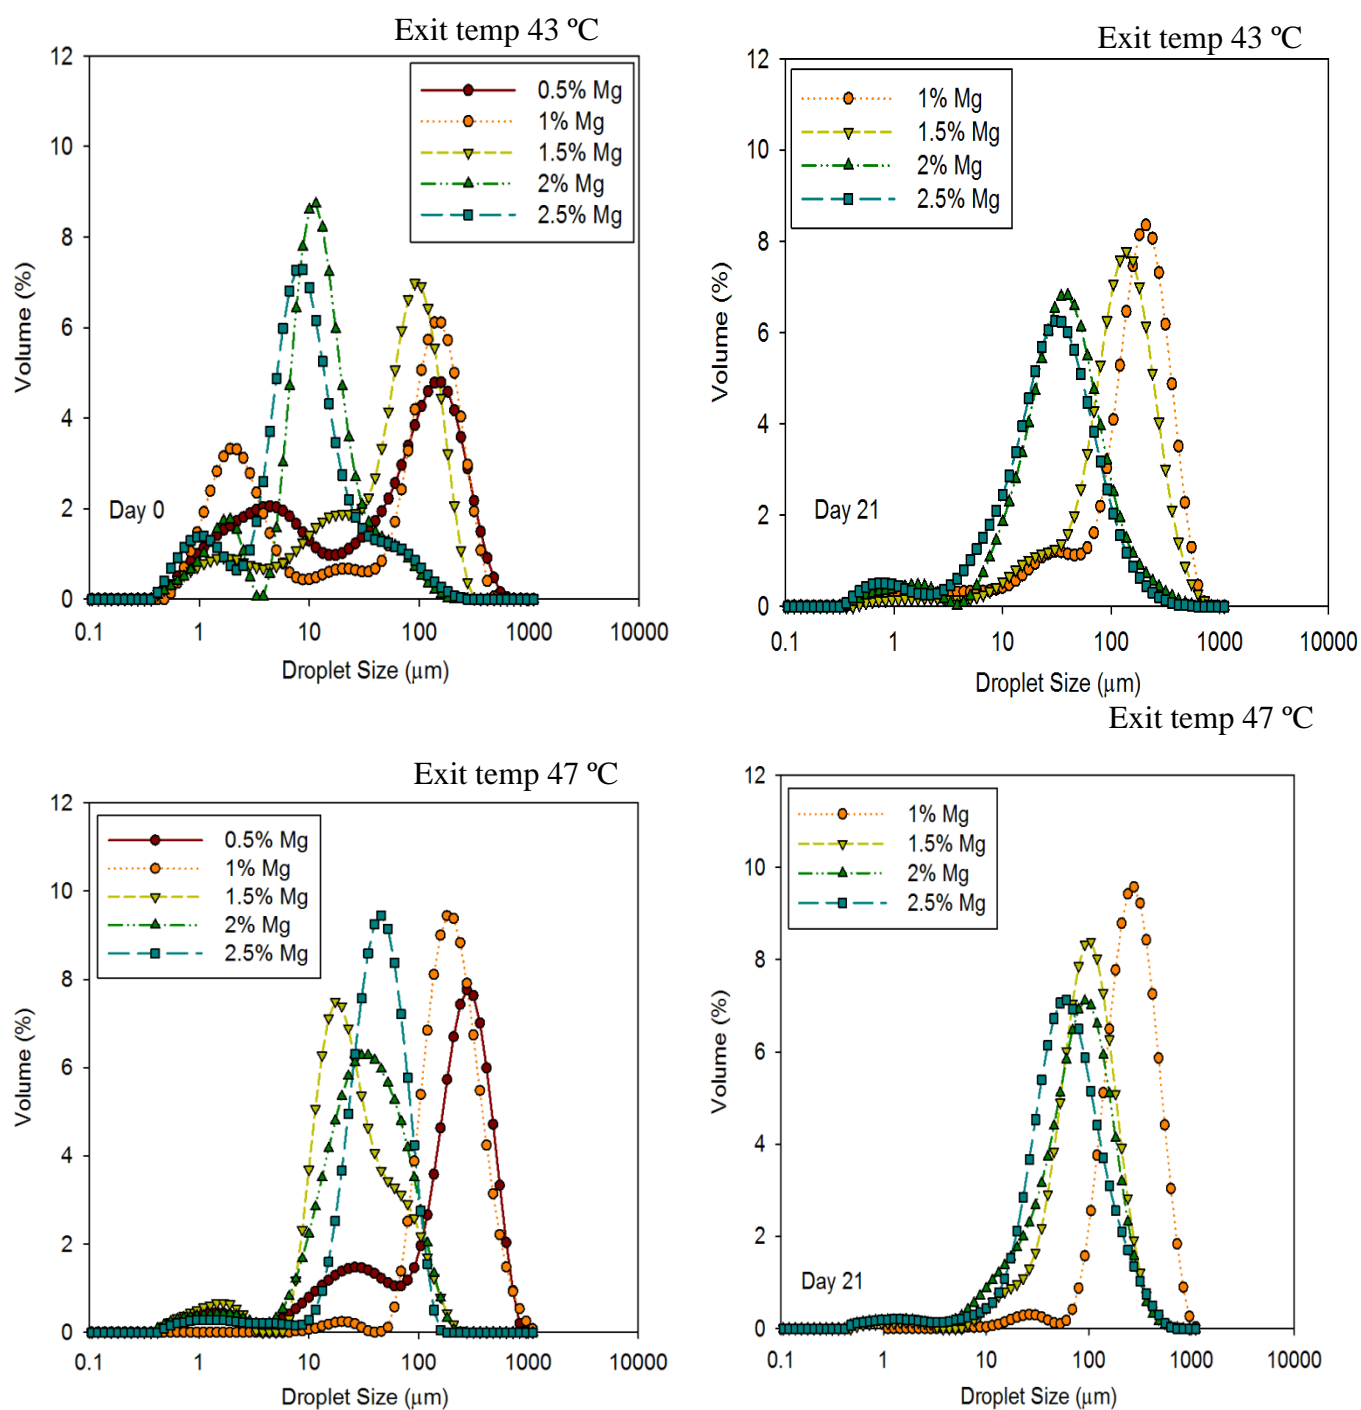 Exit temp 43 ºC
12
10
8
6
4
2
0
Volume (%)
0.5% Mg
1% Mg
1.5% Mg
2% Mg
2.5% Mg
Day 0
0.1 1 10 100 1000 10000
Droplet Size (µm)
Exit temp 43 ºC
12
10
8
6
4
2
0
Volume (%)
1% Mg
1.5% Mg
2% Mg
2.5% Mg
Day 21
0.1 1 10 100 1000 10000
Droplet Size (µm)
Exit temp 47 ºC
12
10
8
6
4
2
0
Volume (%)
0.5% Mg
1% Mg
1.5% Mg
2% Mg
2.5% Mg
0.1 1 10 100 1000 10000
Droplet Size (µm)
Exit temp 47 ºC
12
10
8
6
4
2
0
Volume (%)
1% Mg
1.5% Mg
2% Mg
2.5% Mg
Day 21
0.1 1 10 100 1000 10000
Droplet Size (µm)